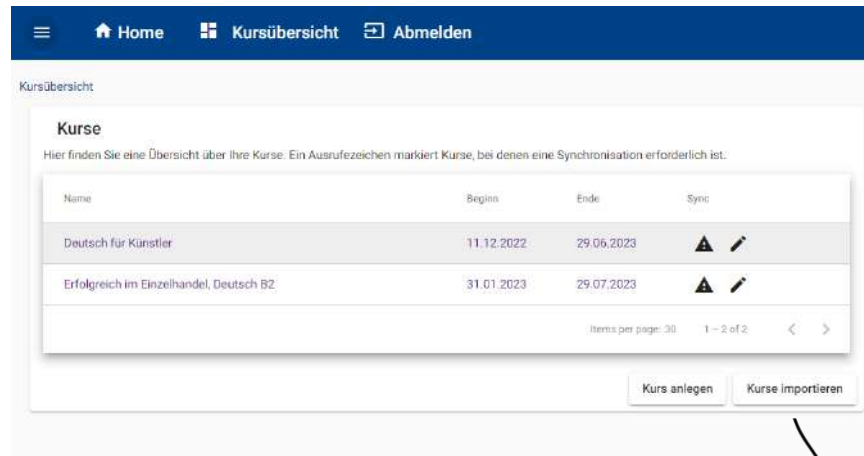 Home Kursübersicht Abmelden
Kursübersicht
Kurse
Hier finden Sie eine Übersicht über Ihre Kurse. Ein Ausrufezeichen markiert Kurse, bei denen eine Synchronisation erforderlich ist.
Name Beginn Ende Sync
Deutsch für Künstler 11.12.2022 29.06.2023
Erfolgreich im Einzelhandel, Deutsch B2 31.01.2023 29.07.2023
Items per page: 30 1 – 2 of 2
Kurs anlegen Kurse importieren